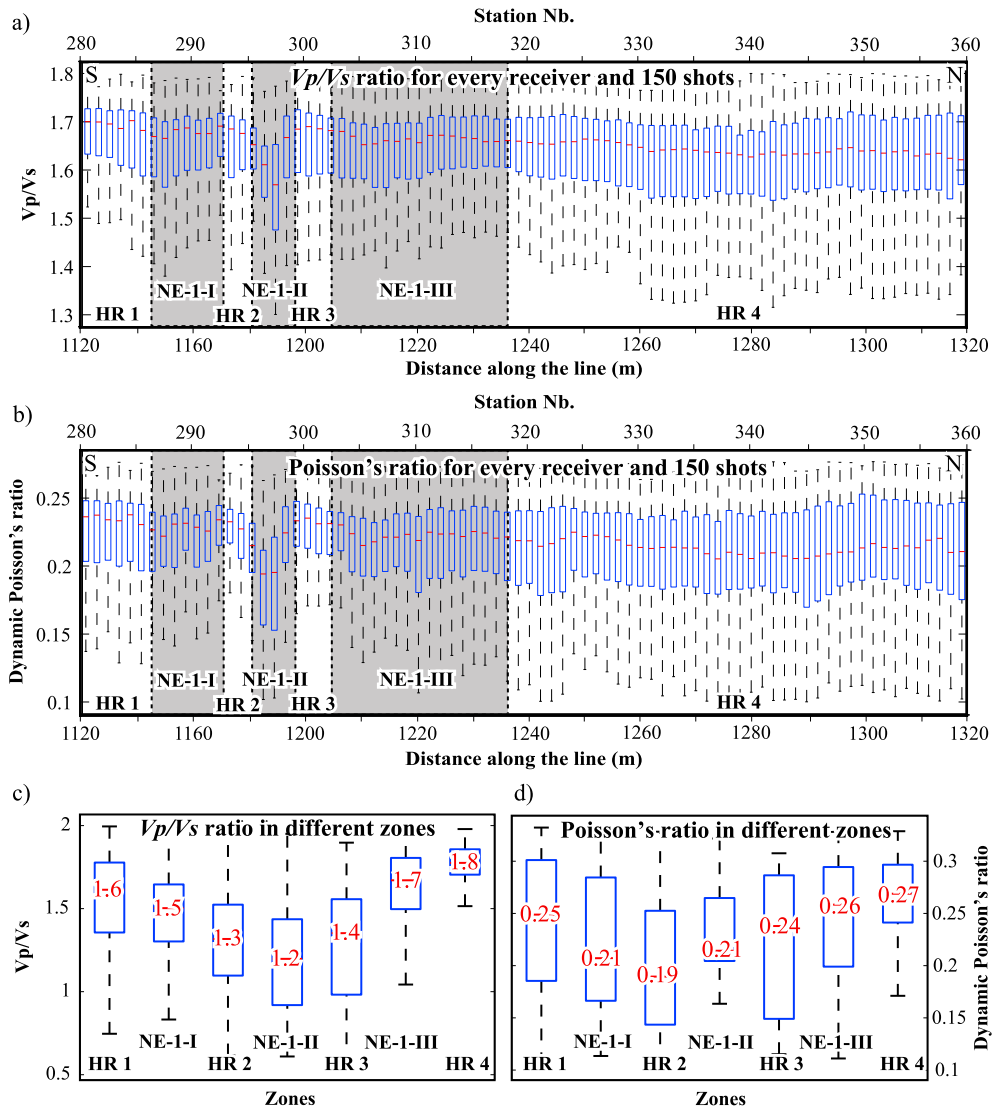 a)
Station Nb.
280 290 300 310 320 330 340 350 360
S Vp/Vs ratio for every receiver and 150 shots N
Vp/Vs
1.8
1.7
1.6
1.5
1.4
1.3
HR 1 NE-1-I HR 2 NE-1-II HR 3 NE-1-III HR 4
1120 1160 1200 1240 1260 1280 1300 1320
Distance along the line (m)
b)
Station Nb.
280 290 300 310 320 330 340 350 360
S Poisson's ratio for every receiver and 150 shots N
Dynamic Poisson's ratio
0.25
0.2
0.15
0.1
HR 1 NE-1-I HR 2 NE-1-II HR 3 NE-1-III HR 4
1120 1160 1200 1220 1240 1260 1280 1300 1320
Distance along the line (m)
c)
Vp/Vs ratio in different zones
Vp/Vs
2
1.5
1
0.5
1.6 1.5 1.3 1.2 1.4 1.7 1.8
HR 1 NE-1-I HR 2 NE-1-II HR 3 NE-1-III HR 4
Zones
d)
Poisson's ratio in different zones
Dynamic Poisson's ratio
0.3
0.25
0.2
0.15
0.1
0.25 0.21 0.19 0.21 0.24 0.26 0.27
HR 1 NE-1-I HR 2 NE-1-II HR 3 NE-1-III HR 4
Zones